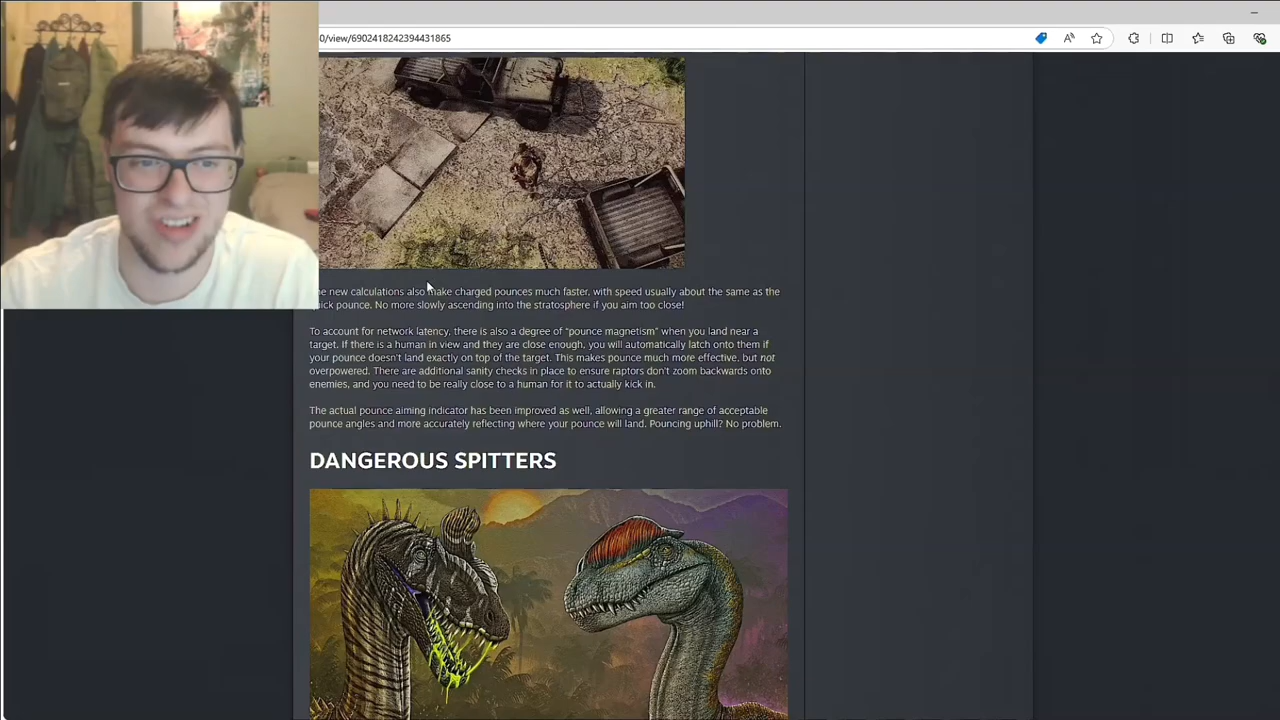 0/view/6902418242394431865
new calculations also make charged pounces much faster, with speed usually about the same as the
pounce. No more slowly ascending into the stratosphere if you aim too close!
To account for network latency, there is also a degree of “pounce magnetism” when you land near a
target. If there is a human in view and they are close enough, you will automatically latch onto them if
your pounce doesn't land exactly on top of the target. This makes pounce much more effective, but not
overpowered. There are additional sanity checks in place to ensure raptors don't zoom backwards onto
enemies, and you need to be really close to a human for it to actually kick in.
The actual pounce aiming indicator has been improved as well, allowing a greater range of acceptable
pounce angles and more accurately reflecting where your pounce will land. Pouncing uphill? No problem.
DANGEROUS SPITTERS